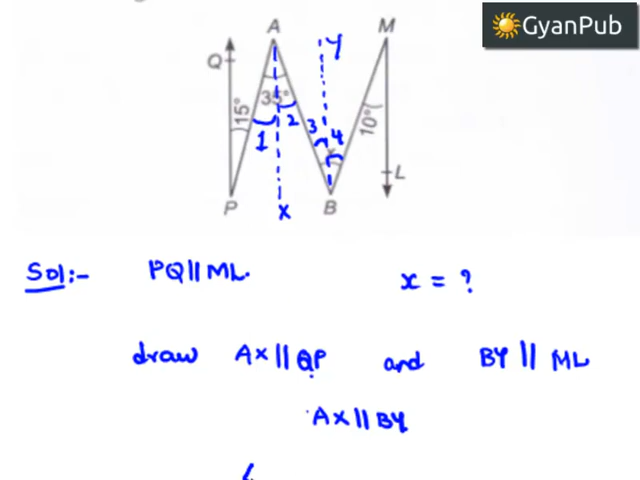 GyanPub
A Y M
Q
15° 35° 10°
1 2 3 4
L
P X B
Sol:- PQ || ML. x = ?
draw AX || QP and BY || ML
AX || BY